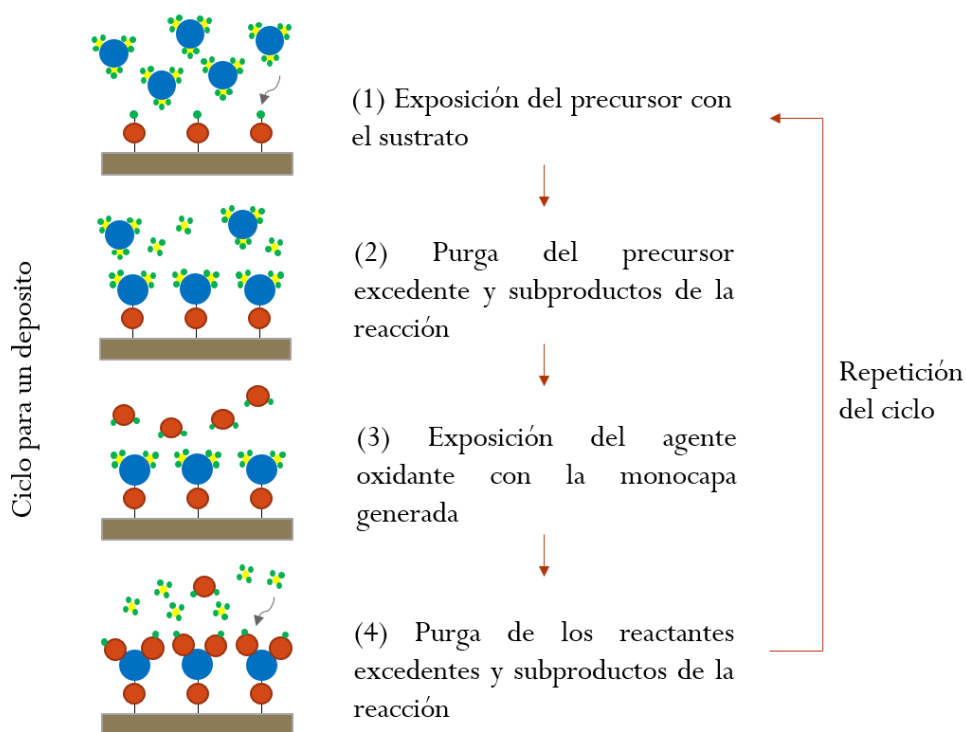 Ciclo para un deposito
(1) Exposición del precursor con
el sustrato
(2) Purga del precursor
excedente y subproductos de la
reacción
(3) Exposición del agente
oxidante con la monocapa
generada
(4) Purga de los reactantes
excedentes y subproductos de la
reacción
Repetición
del ciclo